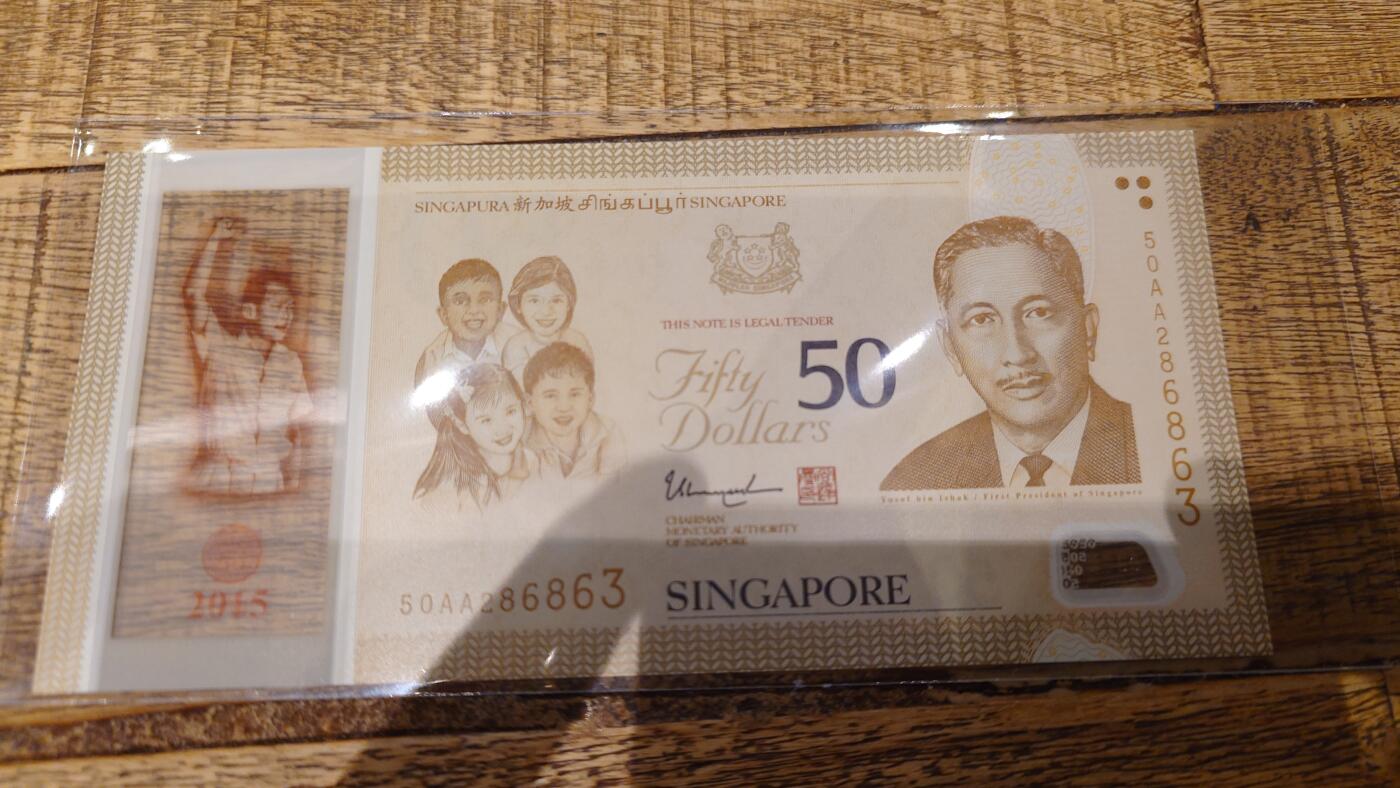 SINGAPURA 新加坡 சிங்கப்பூர் SINGAPORE
THIS NOTE IS LEGAL TENDER
Fifty
Dollars
50
CHAIRMAN
MONETARY AUTHORITY
OF SINGAPORE
Yusof bin Ishak / First President of Singapore
50AA286863
50AA286863
SINGAPORE
2015